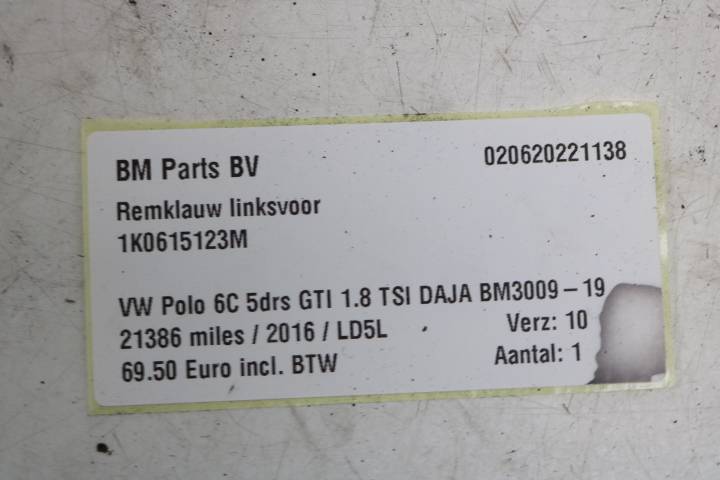 BM Parts BV 020620221138
Remklauw linksvoor
1K0615123M
VW Polo 6C 5drs GTI 1.8 TSI DAJA BM3009-19
21386 miles / 2016 / LD5L Verz: 10
69.50 Euro incl. BTW Aantal: 1